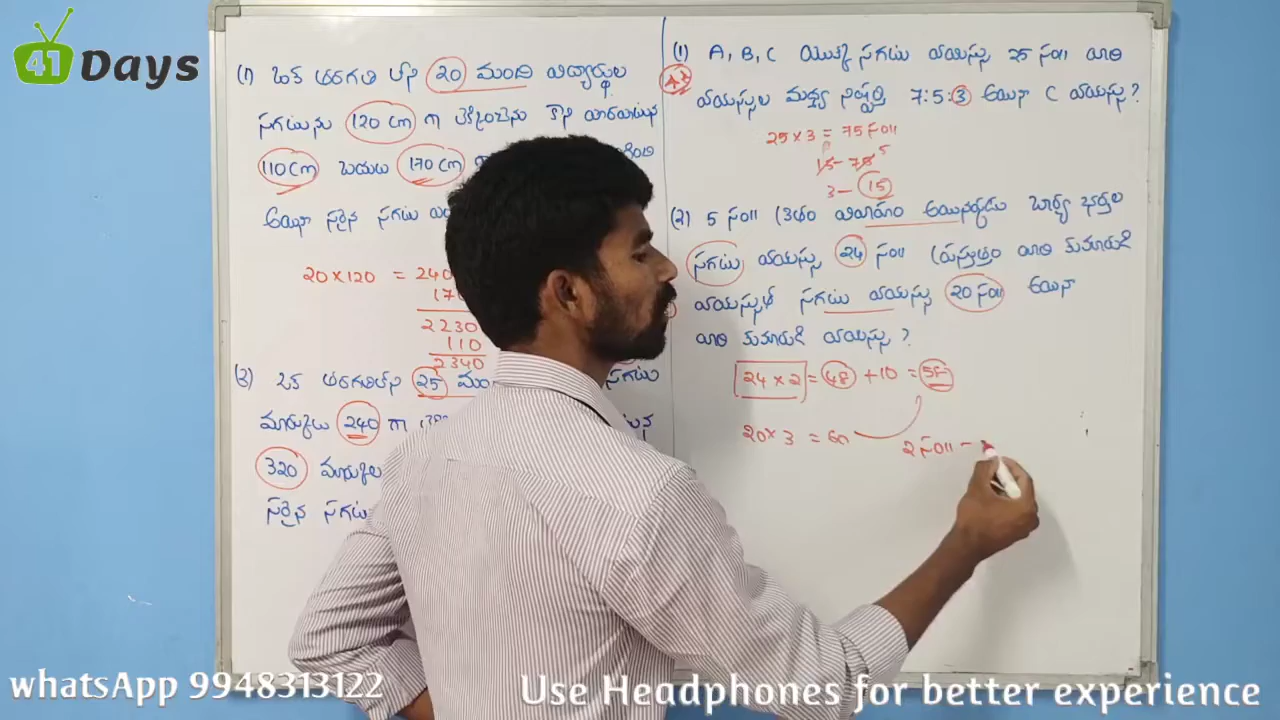 41 Days
(1) ఒక తరగతి లోని 20 మంది విద్యార్థుల
సగటును 120 cm గా లెక్కించెను కాని
110 cm బదులు 170 cm
అయినా సరైన సగటు
20 × 120 = 240
170
2230
110
2340
(3) ఒక తరగతిలోని 25 మం
మార్కులు 240 గా
320 మార్కుల
సరైన సగటు
(1) A, B, C యొక్క సగటు వయస్సు 25 సం॥ వారి
వయస్సుల మధ్య నిష్పత్తి 7:5:3 అయినా C వయస్సు?
25 × 3 = 75 సం॥
15 - 75 5
3 - 15
(2) 5 సం॥ క్రితం వివాహం అయినప్పుడు భార్య భర్తల
సగటు వయస్సు 24 సం॥ ప్రస్తుతం వారి కుమారుడి
వయస్సుతో సగటు వయస్సు 20 సం॥ అయినా
వారి కుమారుడి వయస్సు?
24 × 2 = 48 + 10 = 58
20 × 3 = 60
2 సం॥ -
whatsApp 9948313122
Use Headphones for better experience